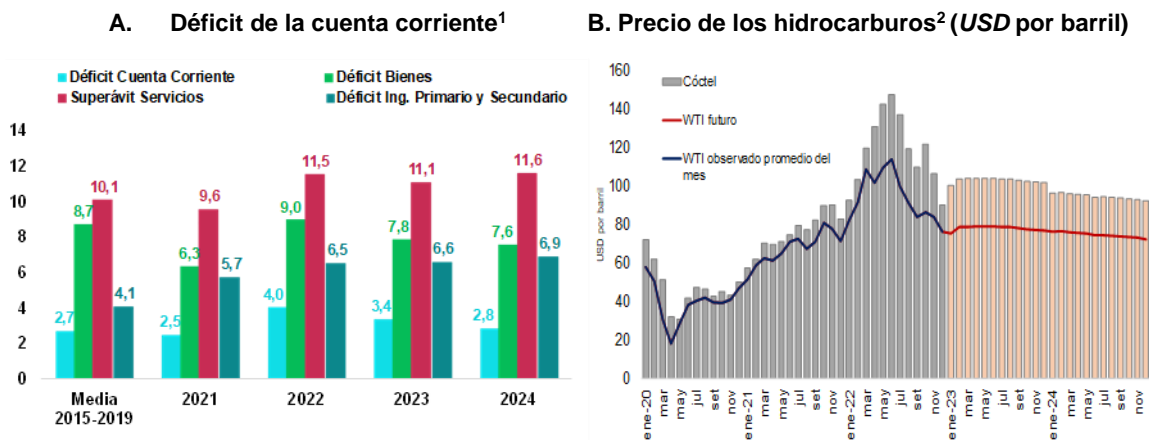 A. Déficit de la cuenta corriente¹
Déficit Cuenta Corriente
Déficit Bienes
Superávit Servicios
Déficit Ing. Primario y Secundario
14
12
10
8
6
4
2
0
2,7
8,7
10,1
4,1
2,5
6,3
9,6
5,7
4,0
9,0
11,5
6,5
3,4
7,8
11,1
6,6
2,8
7,6
11,6
6,9
Media
2015-2019
2021
2022
2023
2024
B. Precio de los hidrocarburos² (USD por barril)
160
140
120
100
80
60
40
20
0
USD por barril
Cóctel
WTI futuro
WTI observado promedio del
mes
ene-20
mar
may
jul
set
nov
ene-21
mar
may
jul
set
nov
ene-22
mar
may
jul
set
nov
ene-23
mar
may
jul
set
nov
ene-24
mar
may
jul
set
nov